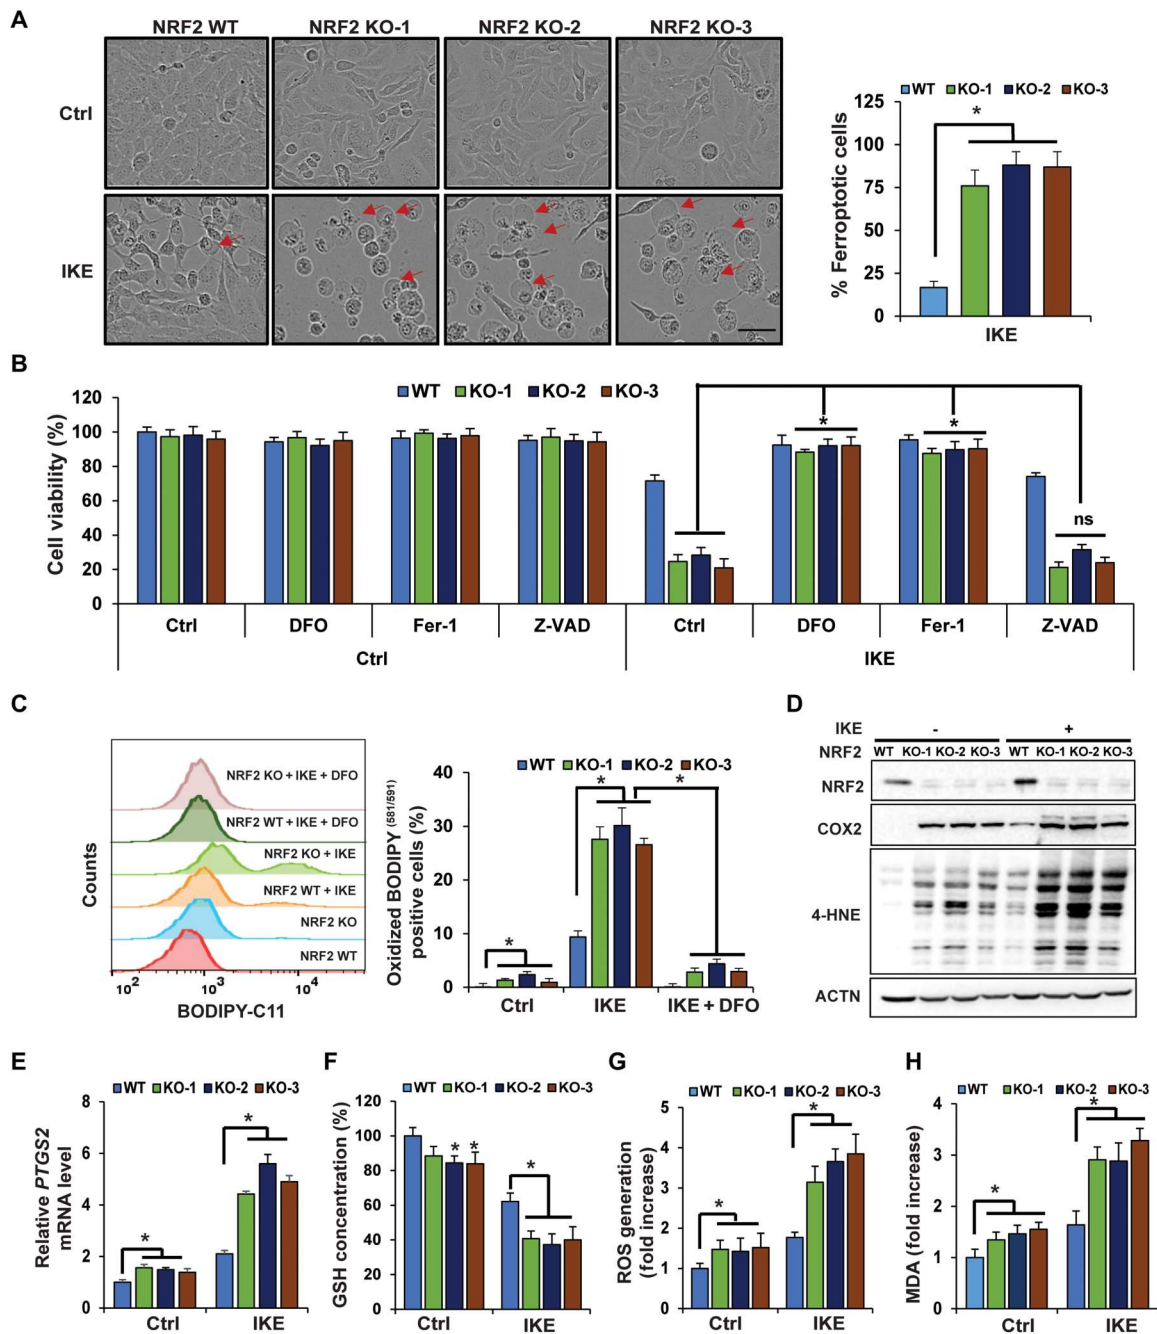 A
NRF2 WT NRF2 KO-1 NRF2 KO-2 NRF2 KO-3
Ctrl
IKE
WT KO-1 KO-2 KO-3
% Ferroptotic cells
125
100
75
50
25
0
*
IKE
B
WT KO-1 KO-2 KO-3
Cell viability (%)
120
100
80
60
40
20
0
* * ns
Ctrl DFO Fer-1 Z-VAD Ctrl DFO Fer-1 Z-VAD
Ctrl IKE
C
NRF2 KO + IKE + DFO
NRF2 WT + IKE + DFO
NRF2 KO + IKE
NRF2 WT + IKE
NRF2 KO
NRF2 WT
Counts
10² 10³ 10⁴
BODIPY-C11
WT KO-1 KO-2 KO-3
Oxidized BODIPY (581/591)
positive cells (%)
40
30
20
10
0
* * *
Ctrl IKE IKE + DFO
D
IKE - +
NRF2 WT KO-1 KO-2 KO-3 WT KO-1 KO-2 KO-3
NRF2
COX2
4-HNE
ACTN
E
WT KO-1 KO-2 KO-3
Relative PTGS2
mRNA level
8
6
4
2
0
* *
Ctrl IKE
F
WT KO-1 KO-2 KO-3
GSH concentration (%)
120
100
80
60
40
20
0
* * *
Ctrl IKE
G
WT KO-1 KO-2 KO-3
ROS generation
(fold increase)
5
4
3
2
1
0
* *
Ctrl IKE
H
WT KO-1 KO-2 KO-3
MDA (fold increase)
4
3
2
1
0
* *
Ctrl IKE